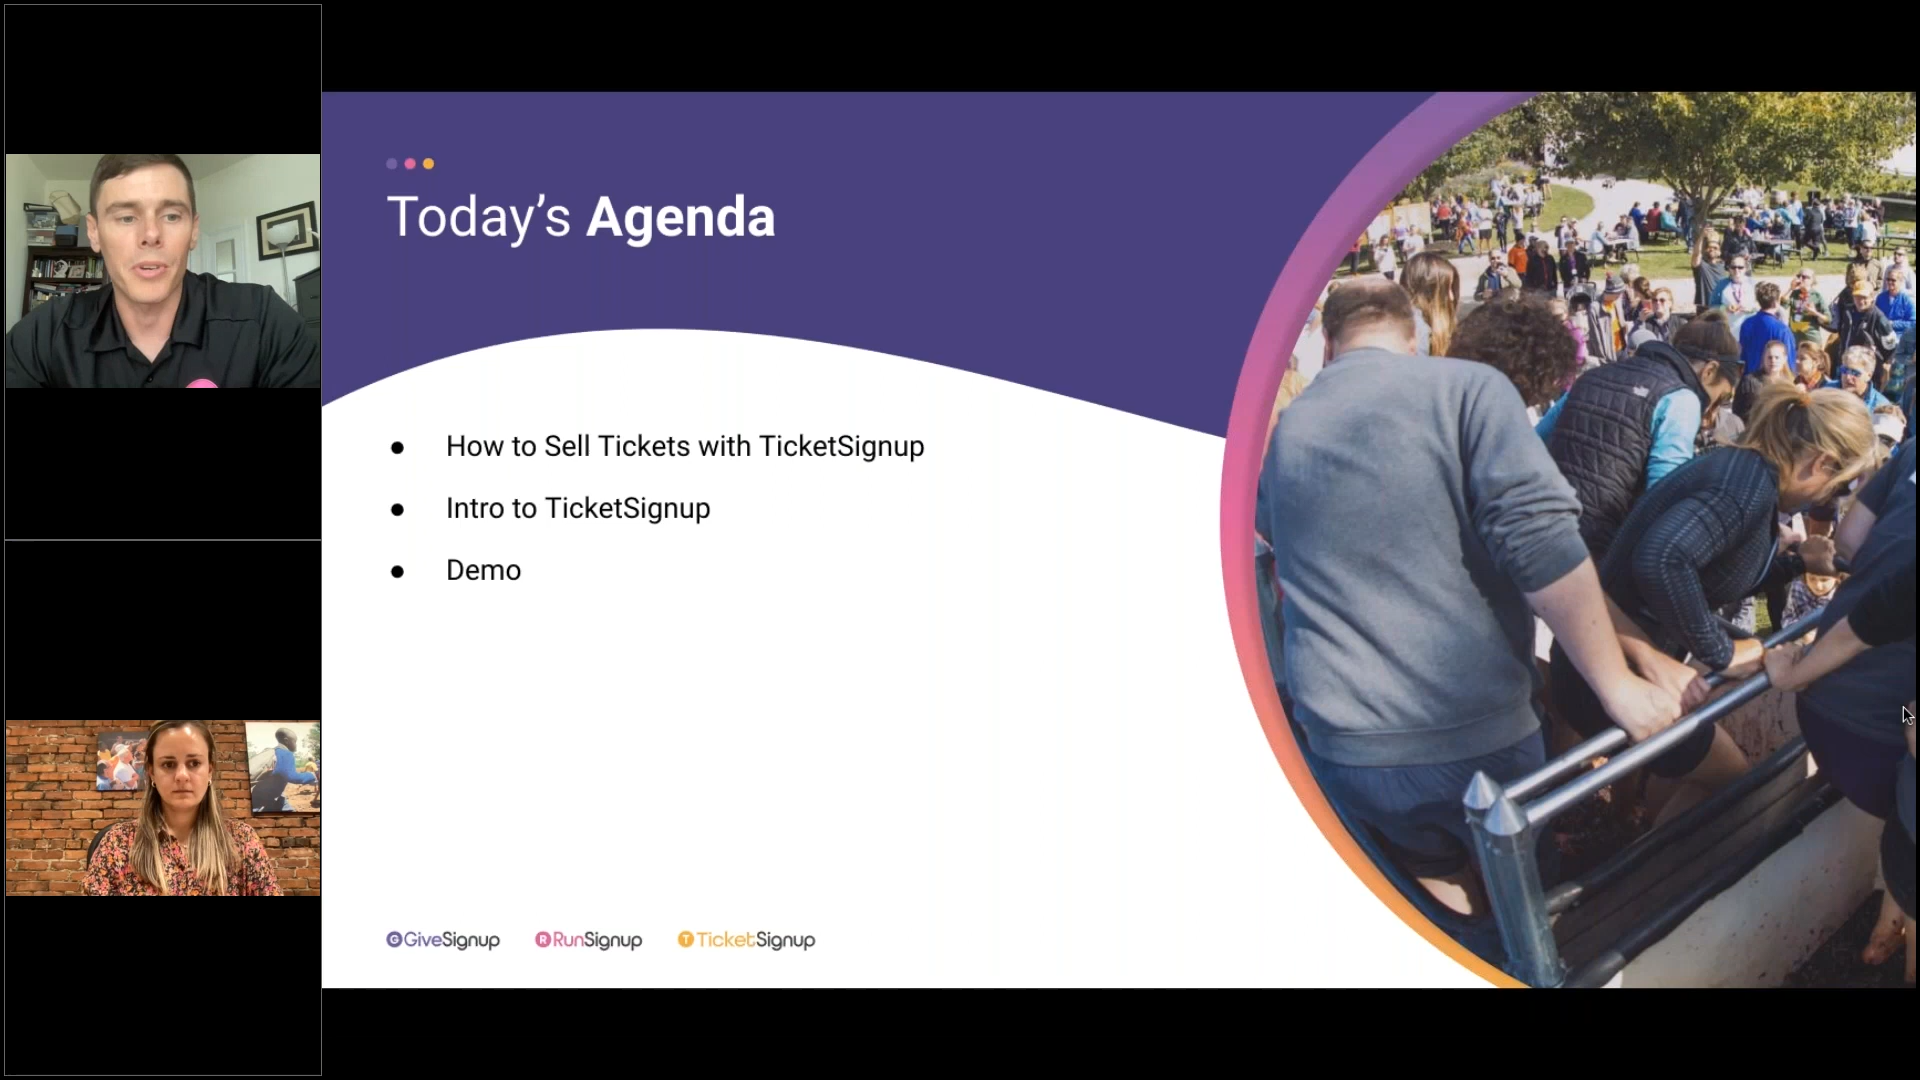 Today's Agenda
● How to Sell Tickets with TicketSignup
● Intro to TicketSignup
● Demo
GiveSignup RunSignup TicketSignup